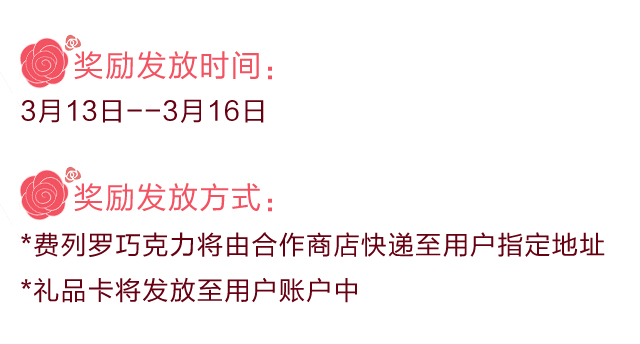 奖励发放时间：
3月13日--3月16日
奖励发放方式：
*费列罗巧克力将由合作商店快递至用户指定地址
*礼品卡将发放至用户账户中